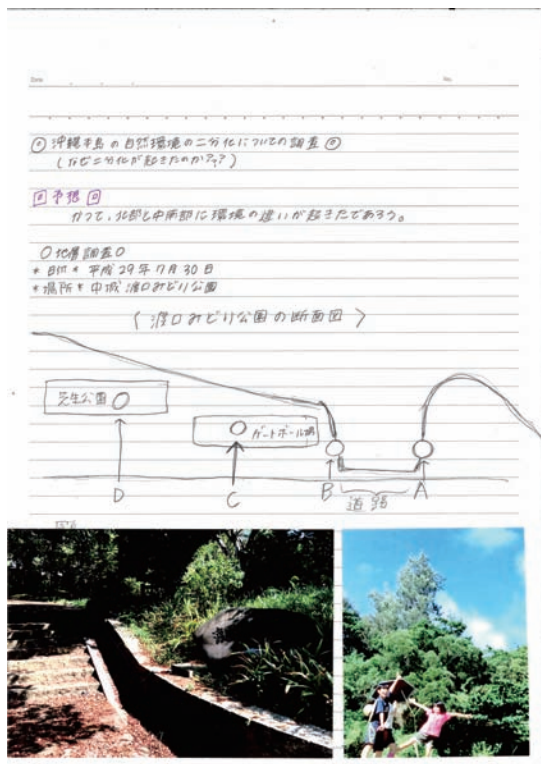 Date
No.
◎ 沖縄本島の自然環境の二分化についての調査 ◎
(なぜ二分化が起きたのか??)
回 予想 回
かつて、北部と中南部に環境の違いが起きたであろう。
○ 地層調査 ○
* 日付 * 平成29年7月30日
* 場所 * 中城 渡口みどり公園
〈 渡口みどり公園の断面図 〉
芝生公園
ゲートボール場
D
C
B
道路
A